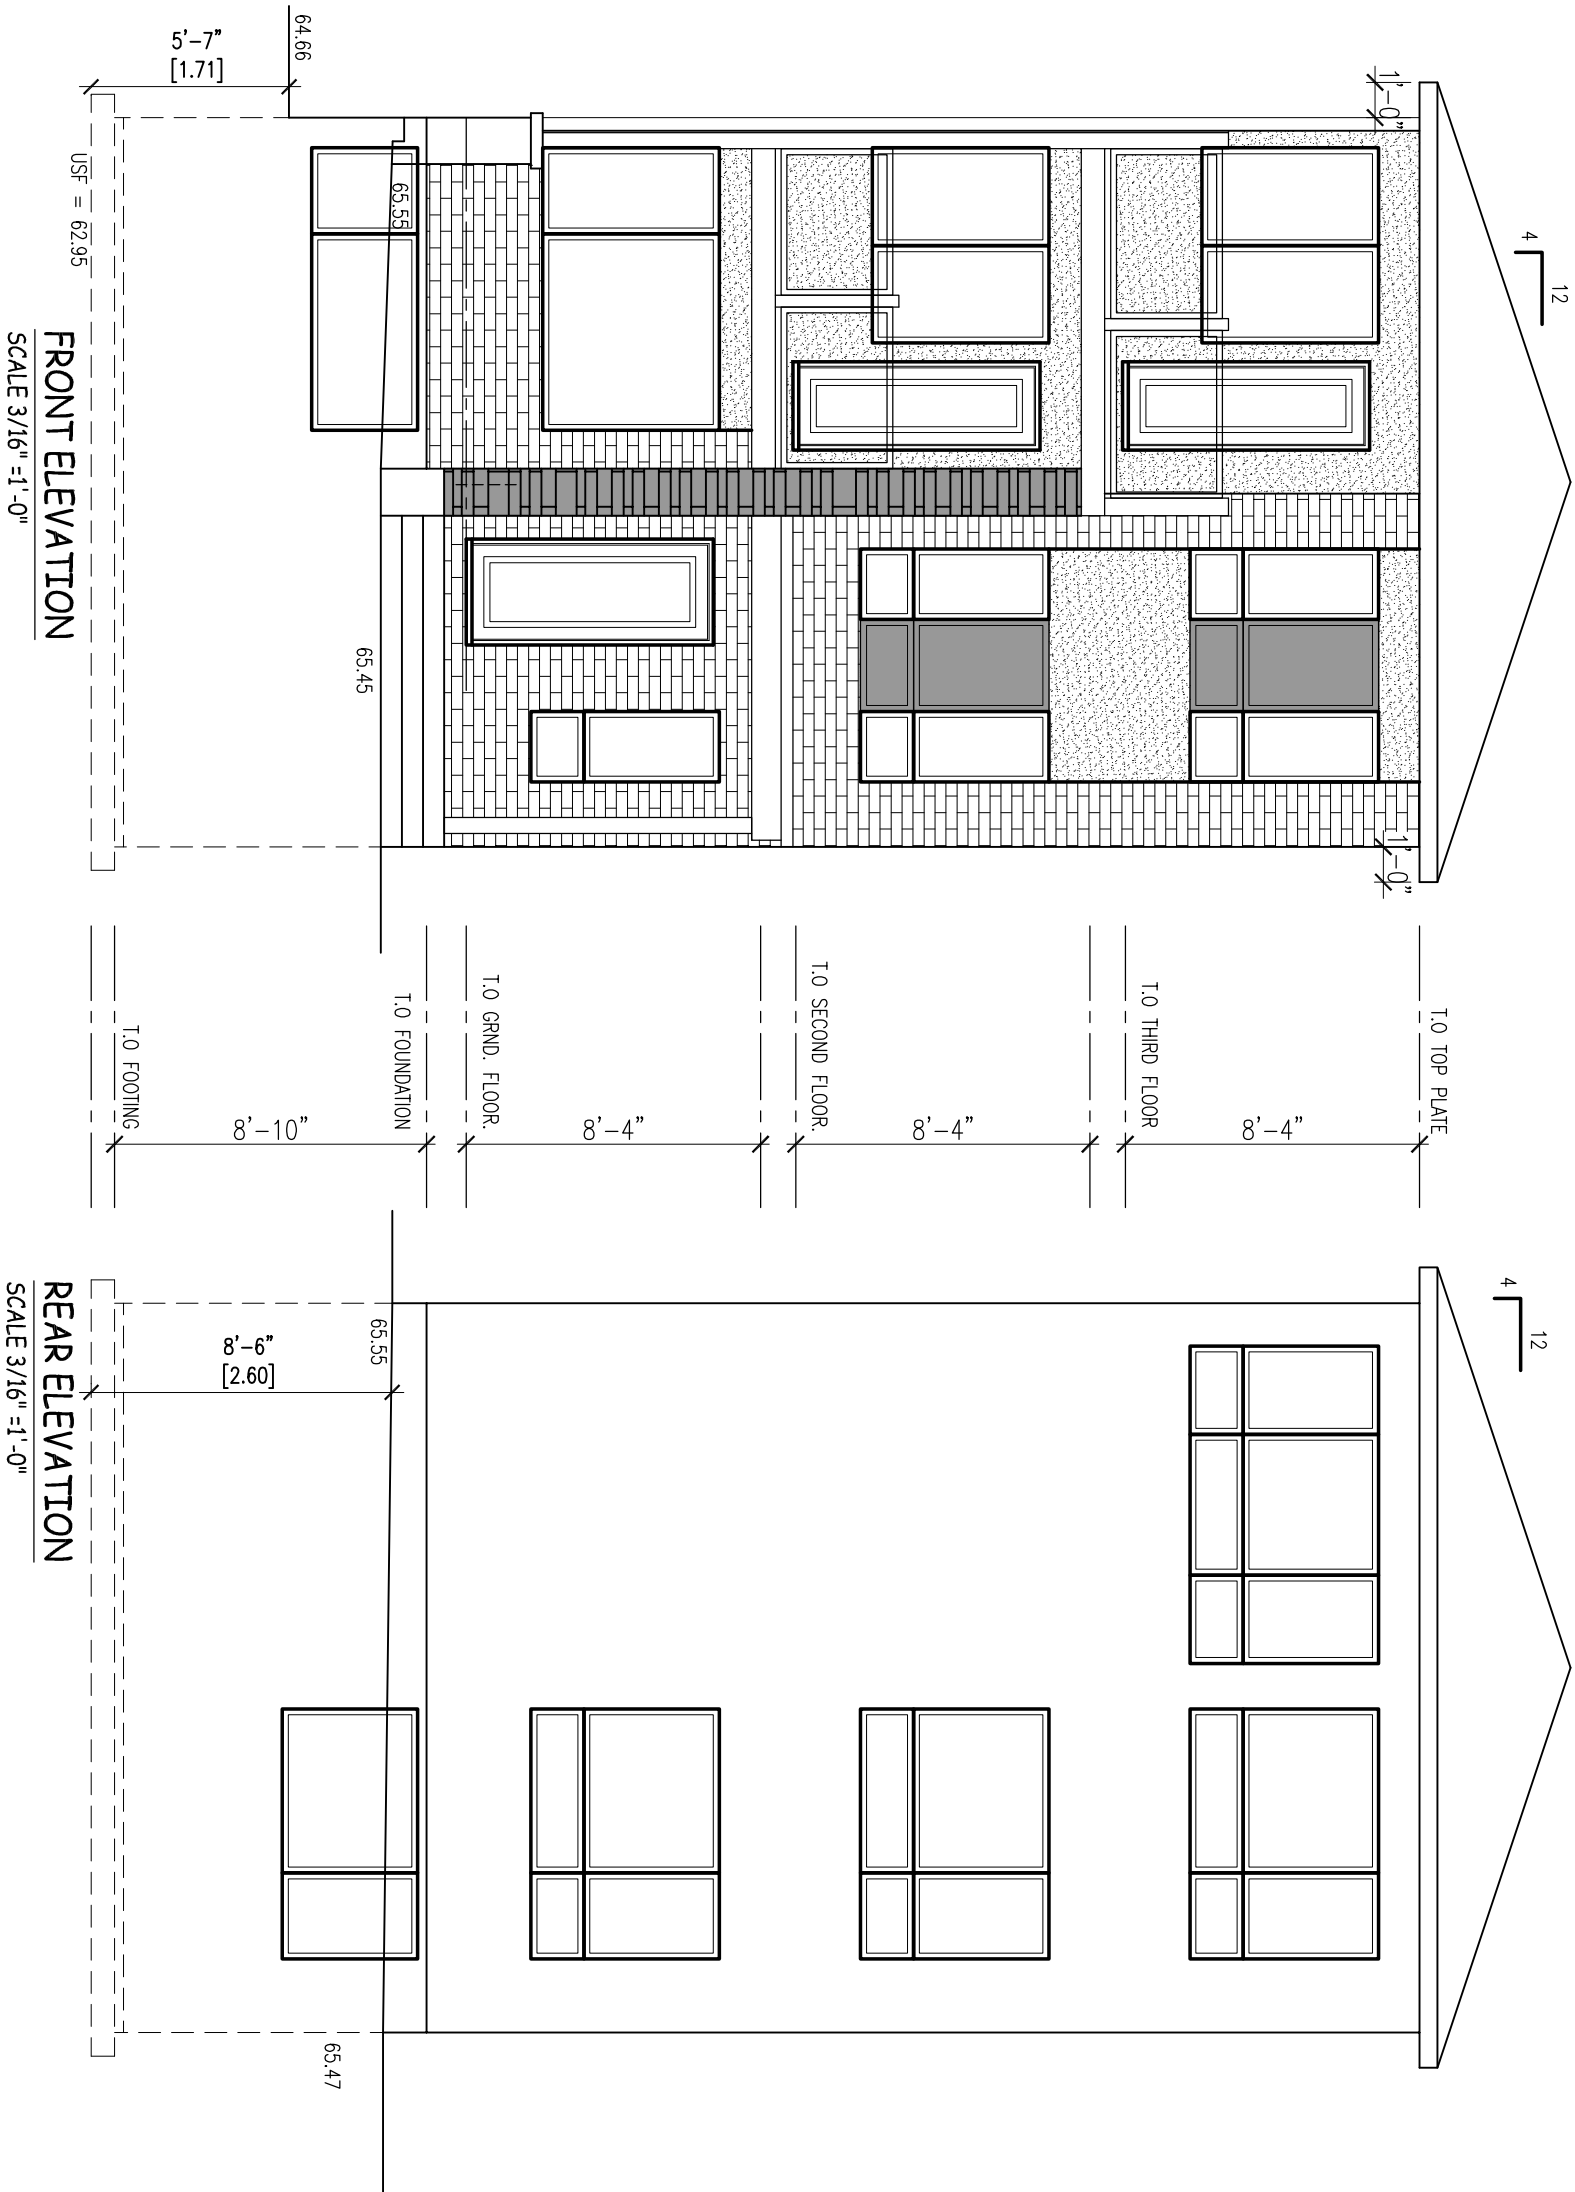 4
12
1'-0"
1'-0"
64.66
5'-7"
[1.71]
65.55
65.45
USF = 62.95
FRONT ELEVATION
SCALE 3/16" =1'-0"
T.O TOP PLATE
8'-4"
T.O THIRD FLOOR
8'-4"
T.O SECOND FLOOR.
8'-4"
T.O GRND. FLOOR.
T.O FOUNDATION
8'-10"
T.O FOOTING
4
12
65.55
8'-6"
[2.60]
65.47
REAR ELEVATION
SCALE 3/16" =1'-0"